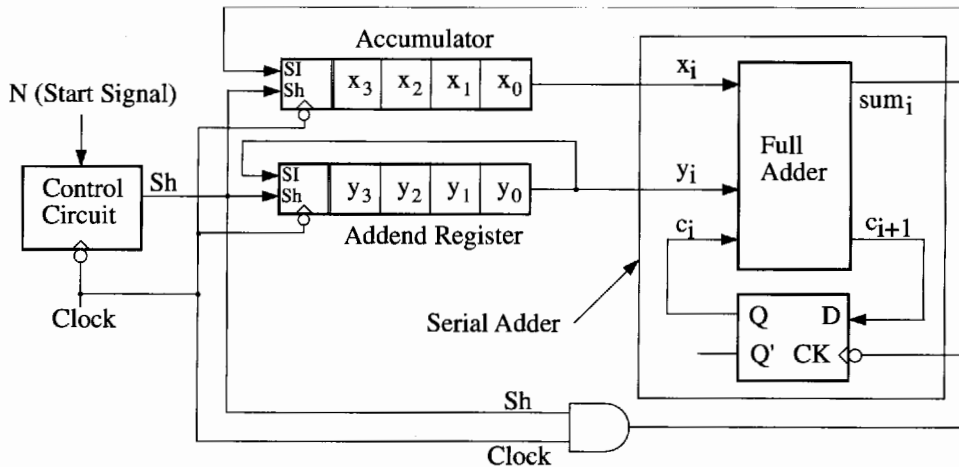 Accumulator
SI
Sh
x3 x2 x1 x0
xi
sumi
N (Start Signal)
Full
Adder
Control
Circuit
Sh
SI
Sh
y3 y2 y1 y0
yi
Addend Register
ci
ci+1
Clock
Serial Adder
Q D
Q' CK
Sh
Clock